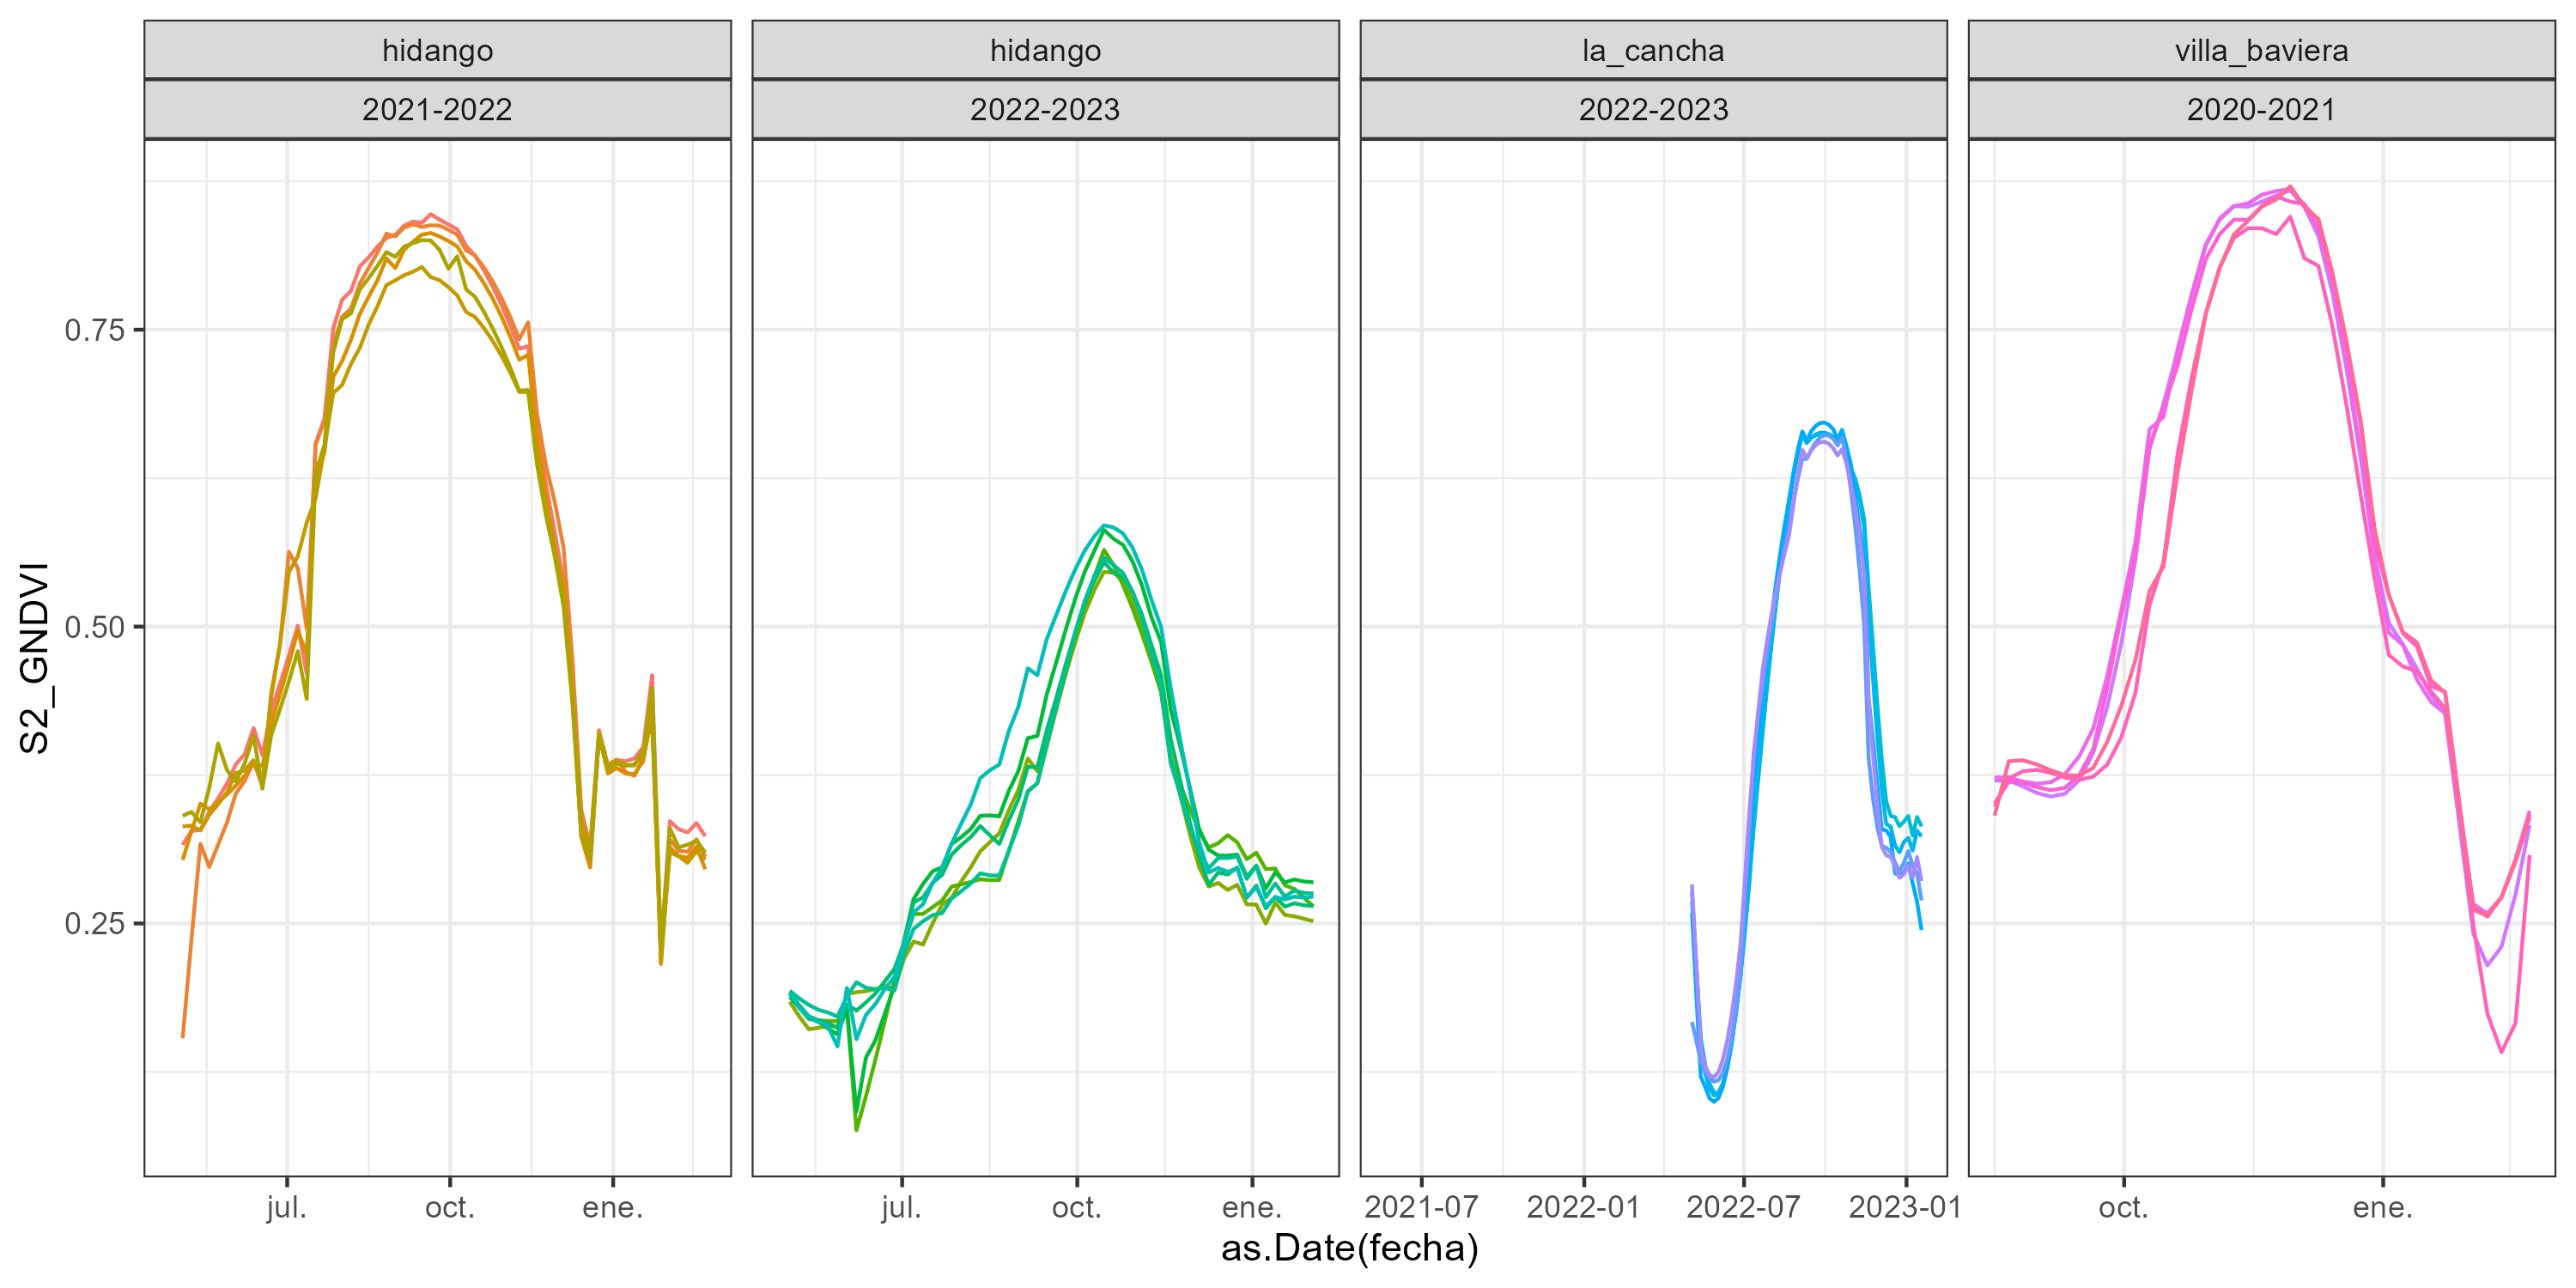 hidango hidango la_cancha villa_baviera
2021-2022 2022-2023 2022-2023 2020-2021
0.75
0.50
0.25
S2_GNDVI
jul. oct. ene. jul. oct. ene. 2021-07 2022-01 2022-07 2023-01 oct. ene.
as.Date(fecha)